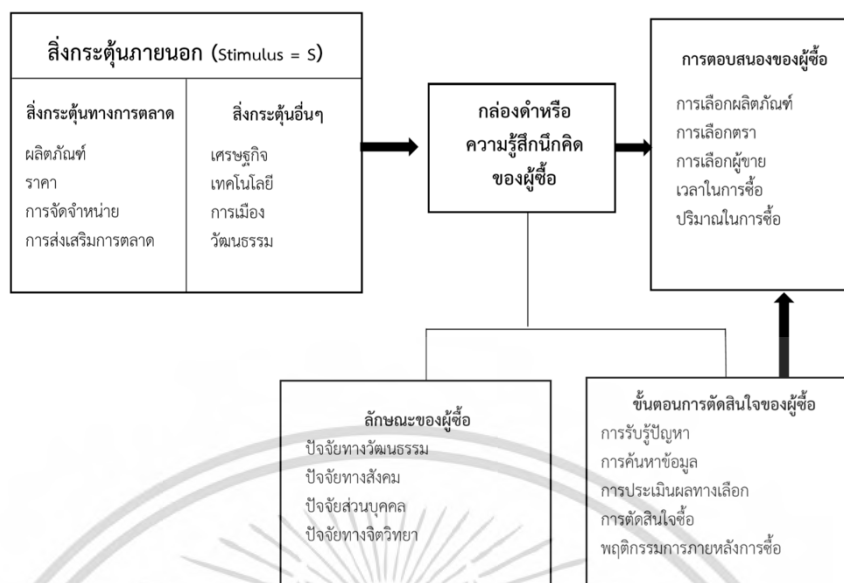 สิ่งกระตุ้นภายนอก (Stimulus = S)
สิ่งกระตุ้นทางการตลาด
ผลิตภัณฑ์
ราคา
การจัดจำหน่าย
การส่งเสริมการตลาด
สิ่งกระตุ้นอื่นๆ
เศรษฐกิจ
เทคโนโลยี
การเมือง
วัฒนธรรม
กล่องดำหรือ
ความรู้สึกนึกคิด
ของผู้ซื้อ
การตอบสนองของผู้ซื้อ
การเลือกผลิตภัณฑ์
การเลือกตรา
การเลือกผู้ขาย
เวลาในการซื้อ
ปริมาณในการซื้อ
ลักษณะของผู้ซื้อ
ปัจจัยทางวัฒนธรรม
ปัจจัยทางสังคม
ปัจจัยส่วนบุคคล
ปัจจัยทางจิตวิทยา
ขั้นตอนการตัดสินใจของผู้ซื้อ
การรับรู้ปัญหา
การค้นหาข้อมูล
การประเมินผลทางเลือก
การตัดสินใจซื้อ
พฤติกรรมการภายหลังการซื้อ